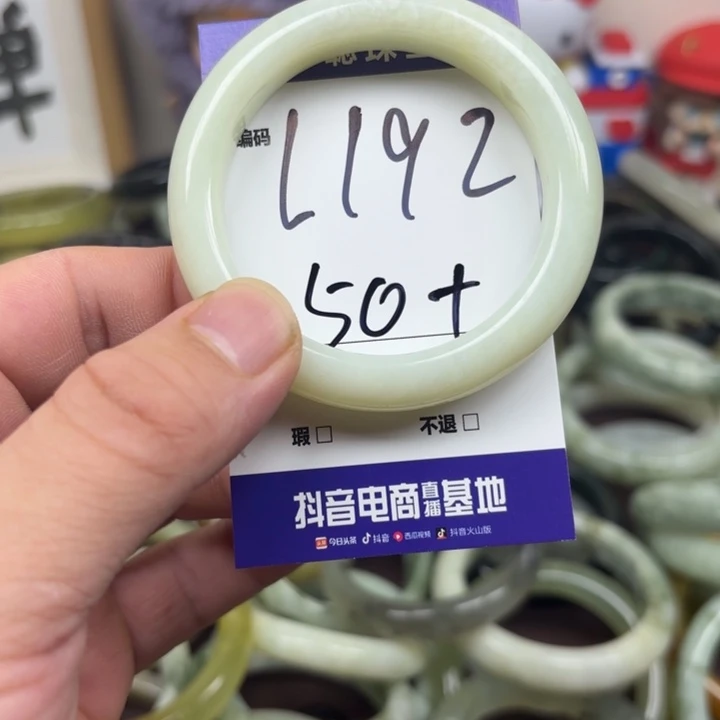 单
编码
L192
50+
瑕□ 不退□
抖音电商直播基地
今日头条 抖音 西瓜视频 抖音火山版